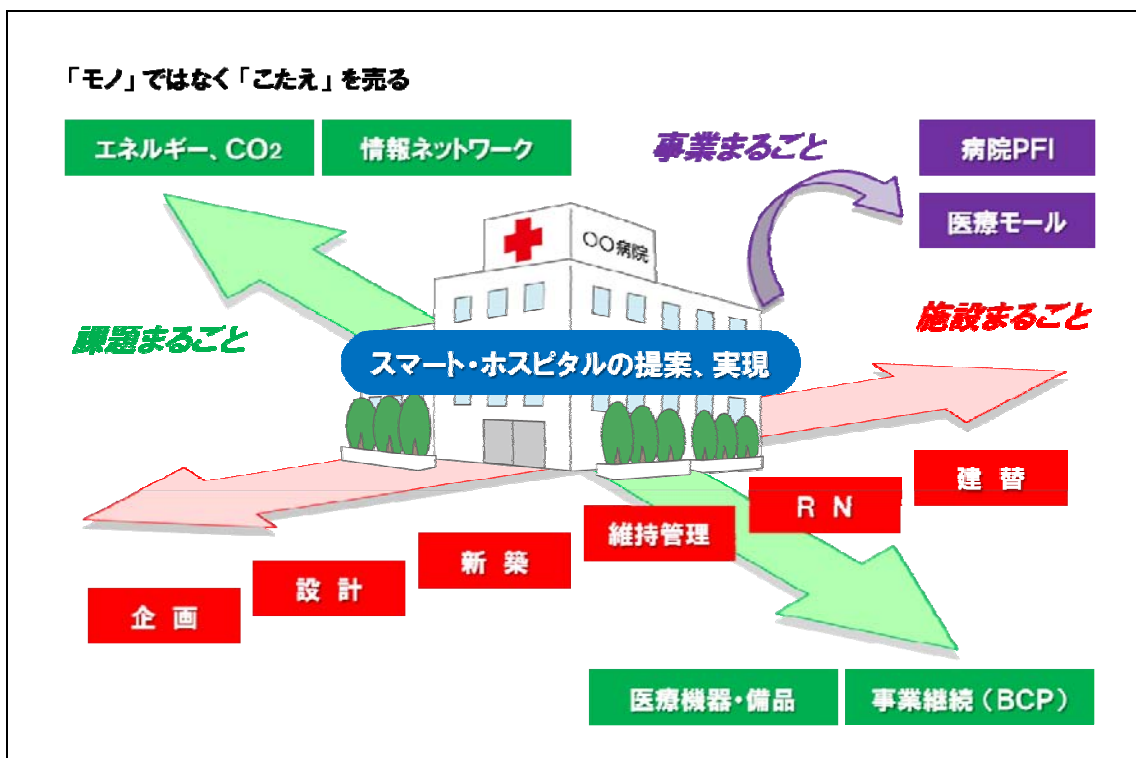 「モノ」ではなく「こたえ」を売る
エネルギー、CO2
情報ネットワーク
事業まるごと
病院PFI
医療モール
〇〇病院
課題まるごと
施設まるごと
スマート・ホスピタルの提案、実現
建 替
R N
維持管理
新 築
設 計
企 画
医療機器・備品
事業継続(BCP)